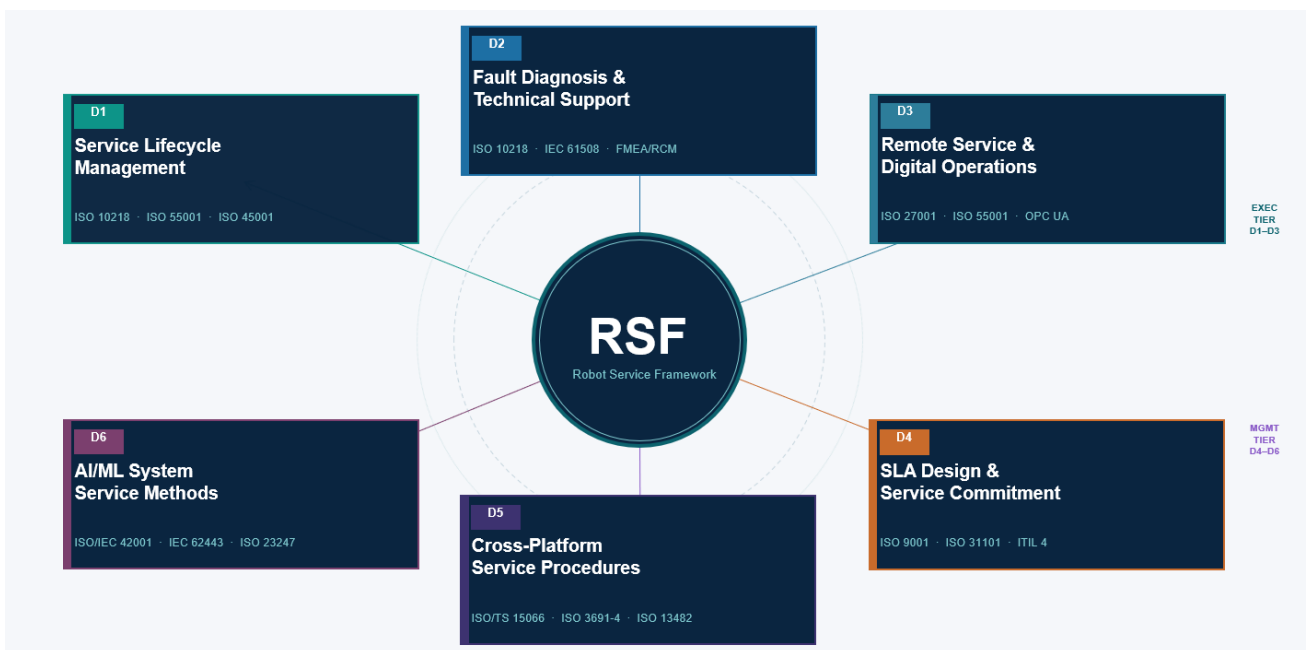 D1
Service Lifecycle
Management
ISO 10218 · ISO 55001 · ISO 45001
D2
Fault Diagnosis &
Technical Support
ISO 10218 · IEC 61508 · FMEA/RCM
D3
Remote Service &
Digital Operations
ISO 27001 · ISO 55001 · OPC UA
EXEC
TIER
D1–D3
RSF
Robot Service Framework
D6
AI/ML System
Service Methods
ISO/IEC 42001 · IEC 62443 · ISO 23247
D5
Cross-Platform
Service Procedures
ISO/TS 15066 · ISO 3691-4 · ISO 13482
D4
SLA Design &
Service Commitment
ISO 9001 · ISO 31101 · ITIL 4
MGMT
TIER
D4–D6